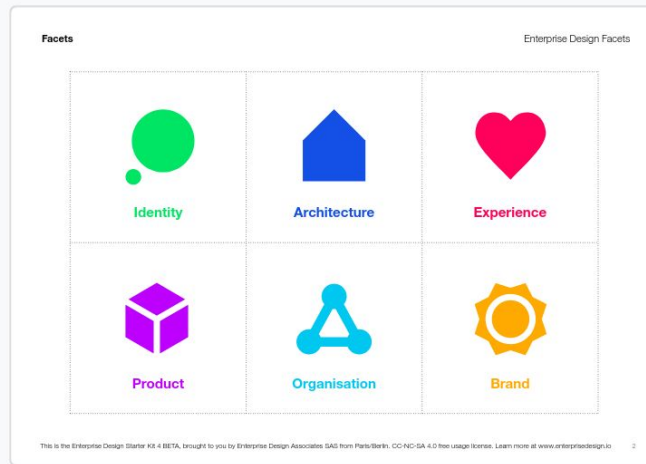 Facets
Enterprise Design Facets
Identity
Architecture
Experience
Product
Organisation
Brand
This is the Enterprise Design Starter Kit 4 BETA, brought to you by Enterprise Design Associates SAS from Paris/Berlin. CC-NC-SA 4.0 free usage license. Learn more at www.enterprisedesign.io
2